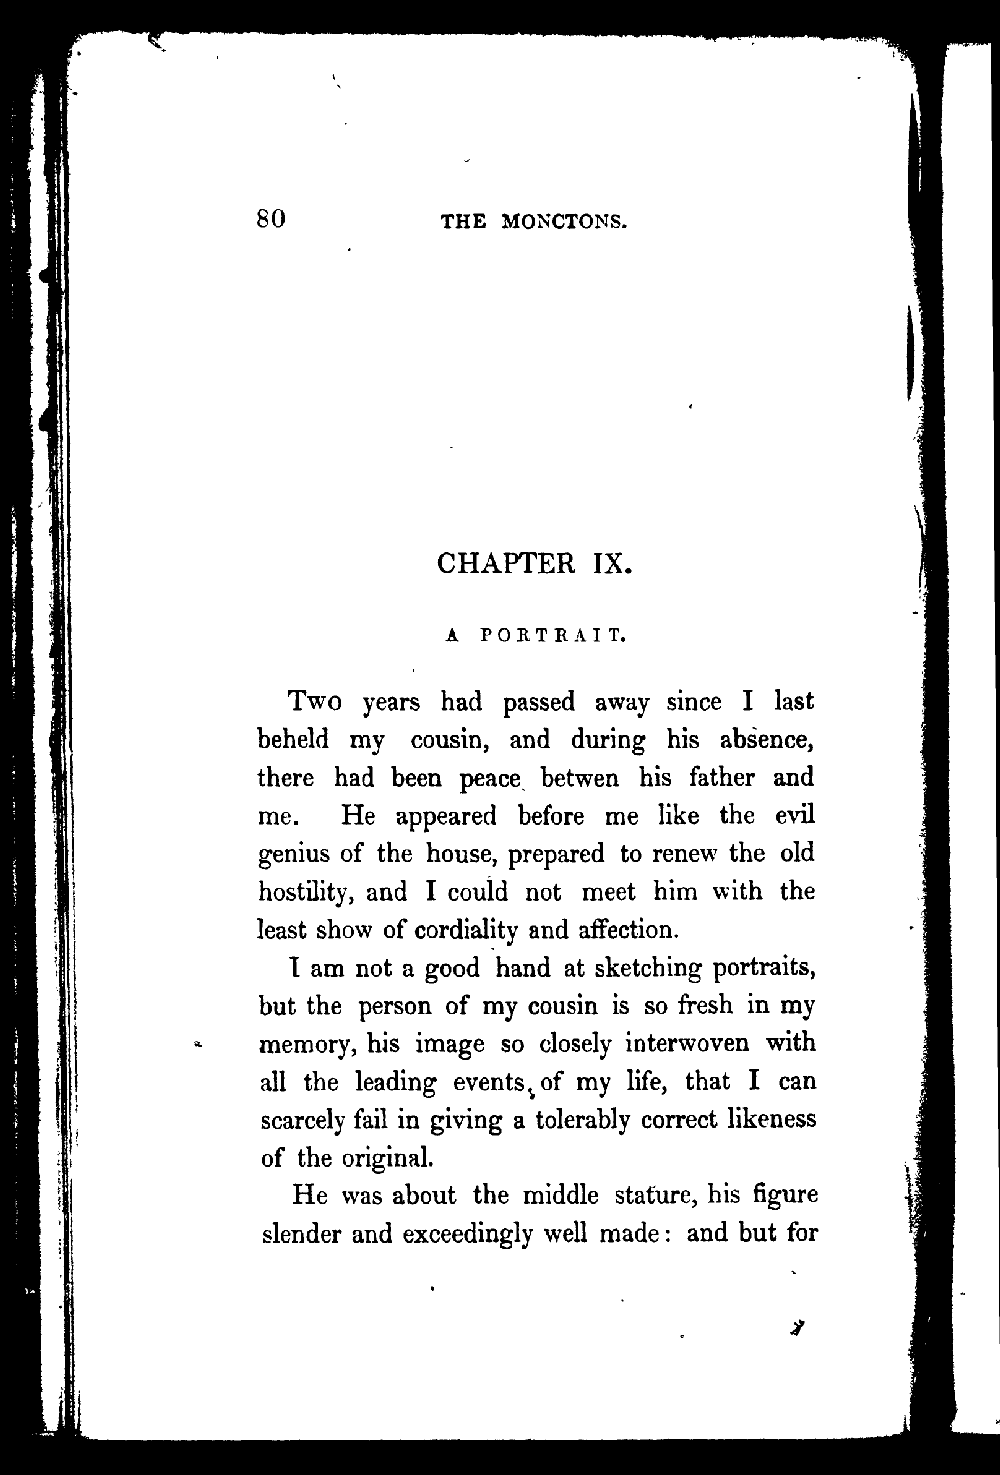 80 THE MONCTONS.
CHAPTER IX.
A PORTRAIT.
Two years had passed away since I last
beheld my cousin, and during his absence,
there had been peace betwen his father and
me. He appeared before me like the evil
genius of the house, prepared to renew the old
hostility, and I could not meet him with the
least show of cordiality and affection.
I am not a good hand at sketching portraits,
but the person of my cousin is so fresh in my
memory, his image so closely interwoven with
all the leading events, of my life, that I can
scarcely fail in giving a tolerably correct likeness
of the original.
He was about the middle stature, his figure
slender and exceedingly well made: and but for